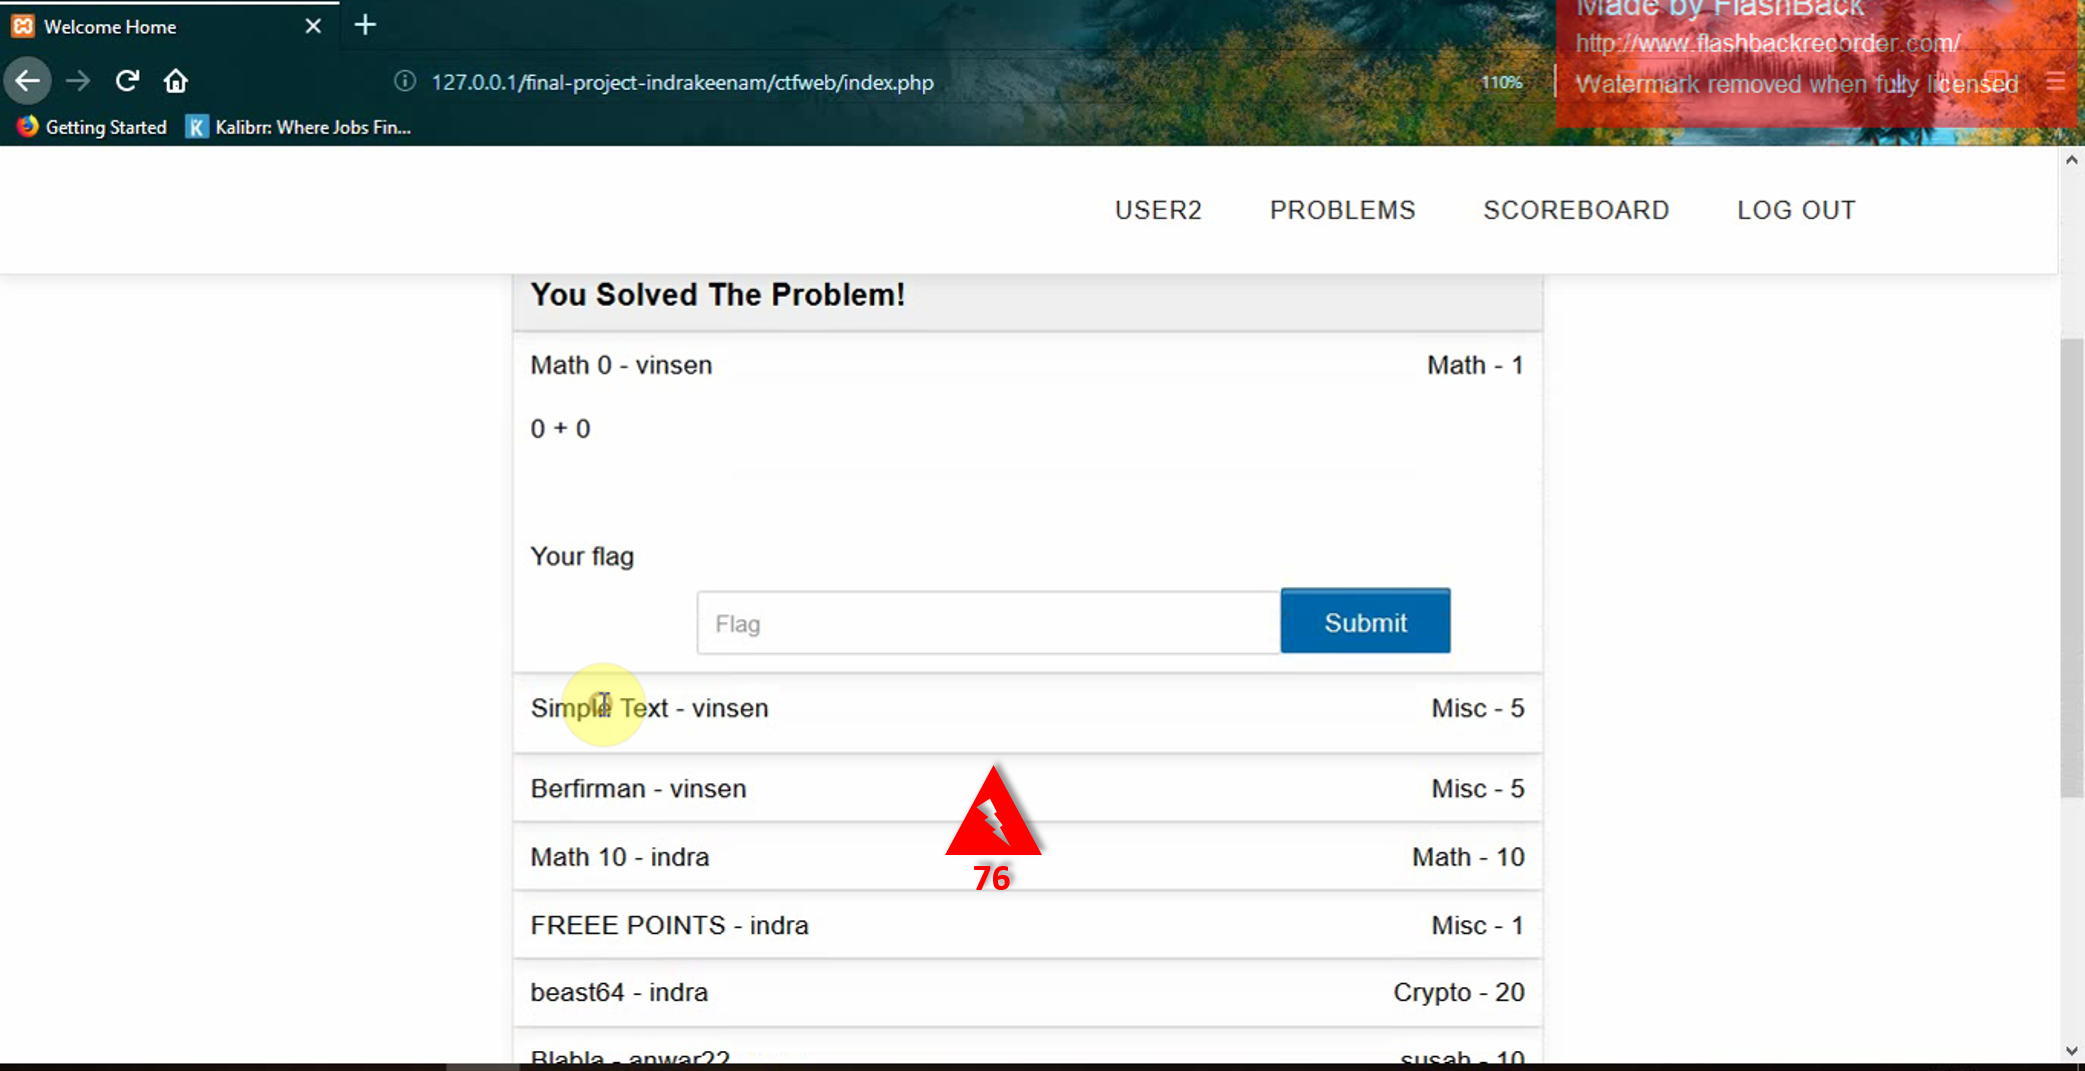 Welcome Home
Made by FlashBack
http://www.flashbackrecorder.com/
127.0.0.1/final-project-indrakeenam/ctfweb/index.php
110%
Watermark removed when fully licensed
Getting Started
Kalibrr: Where Jobs Fin...
USER2 PROBLEMS SCOREBOARD LOG OUT
You Solved The Problem!
Math 0 - vinsen Math - 1
0 + 0
Your flag
Flag Submit
Simple Text - vinsen Misc - 5
Berfirman - vinsen Misc - 5
Math 10 - indra Math - 10
76
FREEE POINTS - indra Misc - 1
beast64 - indra Crypto - 20
Blabla - anwar22 susah - 10